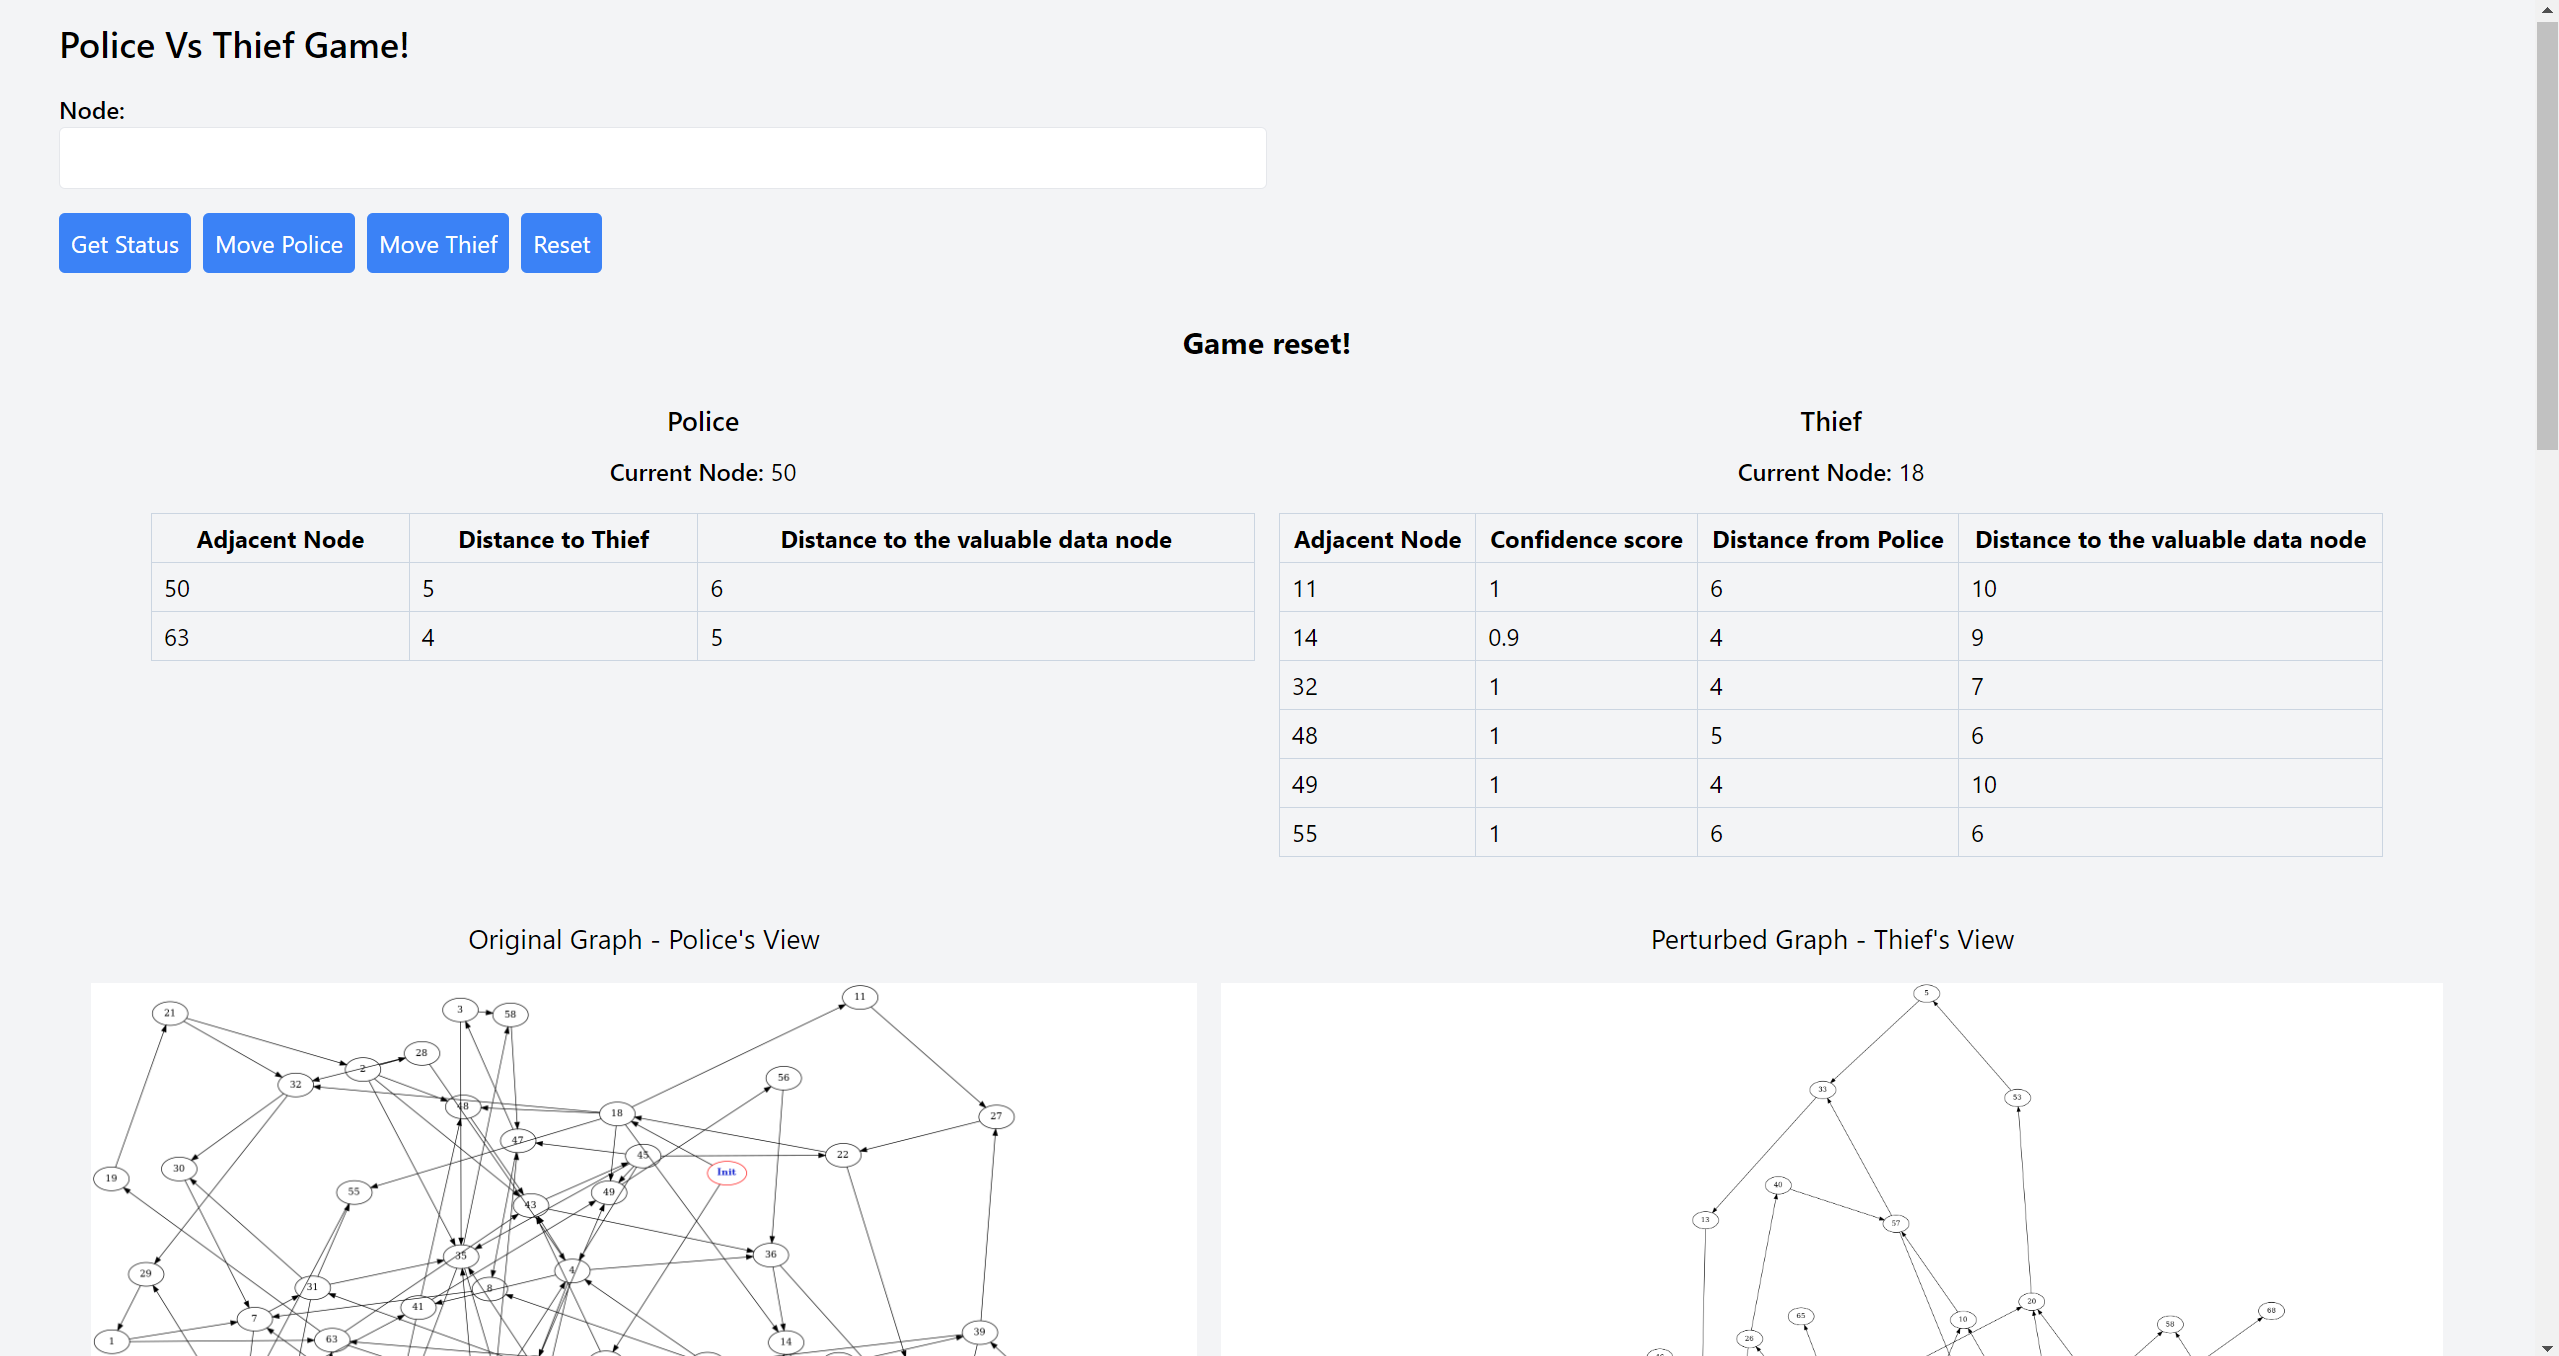 Police Vs Thief Game!
Node:
Get Status Move Police Move Thief Reset
Game reset!
Police
Current Node: 50
Adjacent Node Distance to Thief Distance to the valuable data node
50 5 6
63 4 5
Thief
Current Node: 18
Adjacent Node Confidence score Distance from Police Distance to the valuable data node
11 1 6 10
14 0.9 4 9
32 1 4 7
48 1 5 6
49 1 4 10
55 1 6 6
Original Graph - Police's View
11
3
21
58
28
2
56
32
48
18
27
47
45
22
30
Init
19
55
49
43
36
35
4
29
31
8
41
7
39
63
1
14
Perturbed Graph - Thief's View
5
33
53
40
13
57
20
68
65
10
58
26